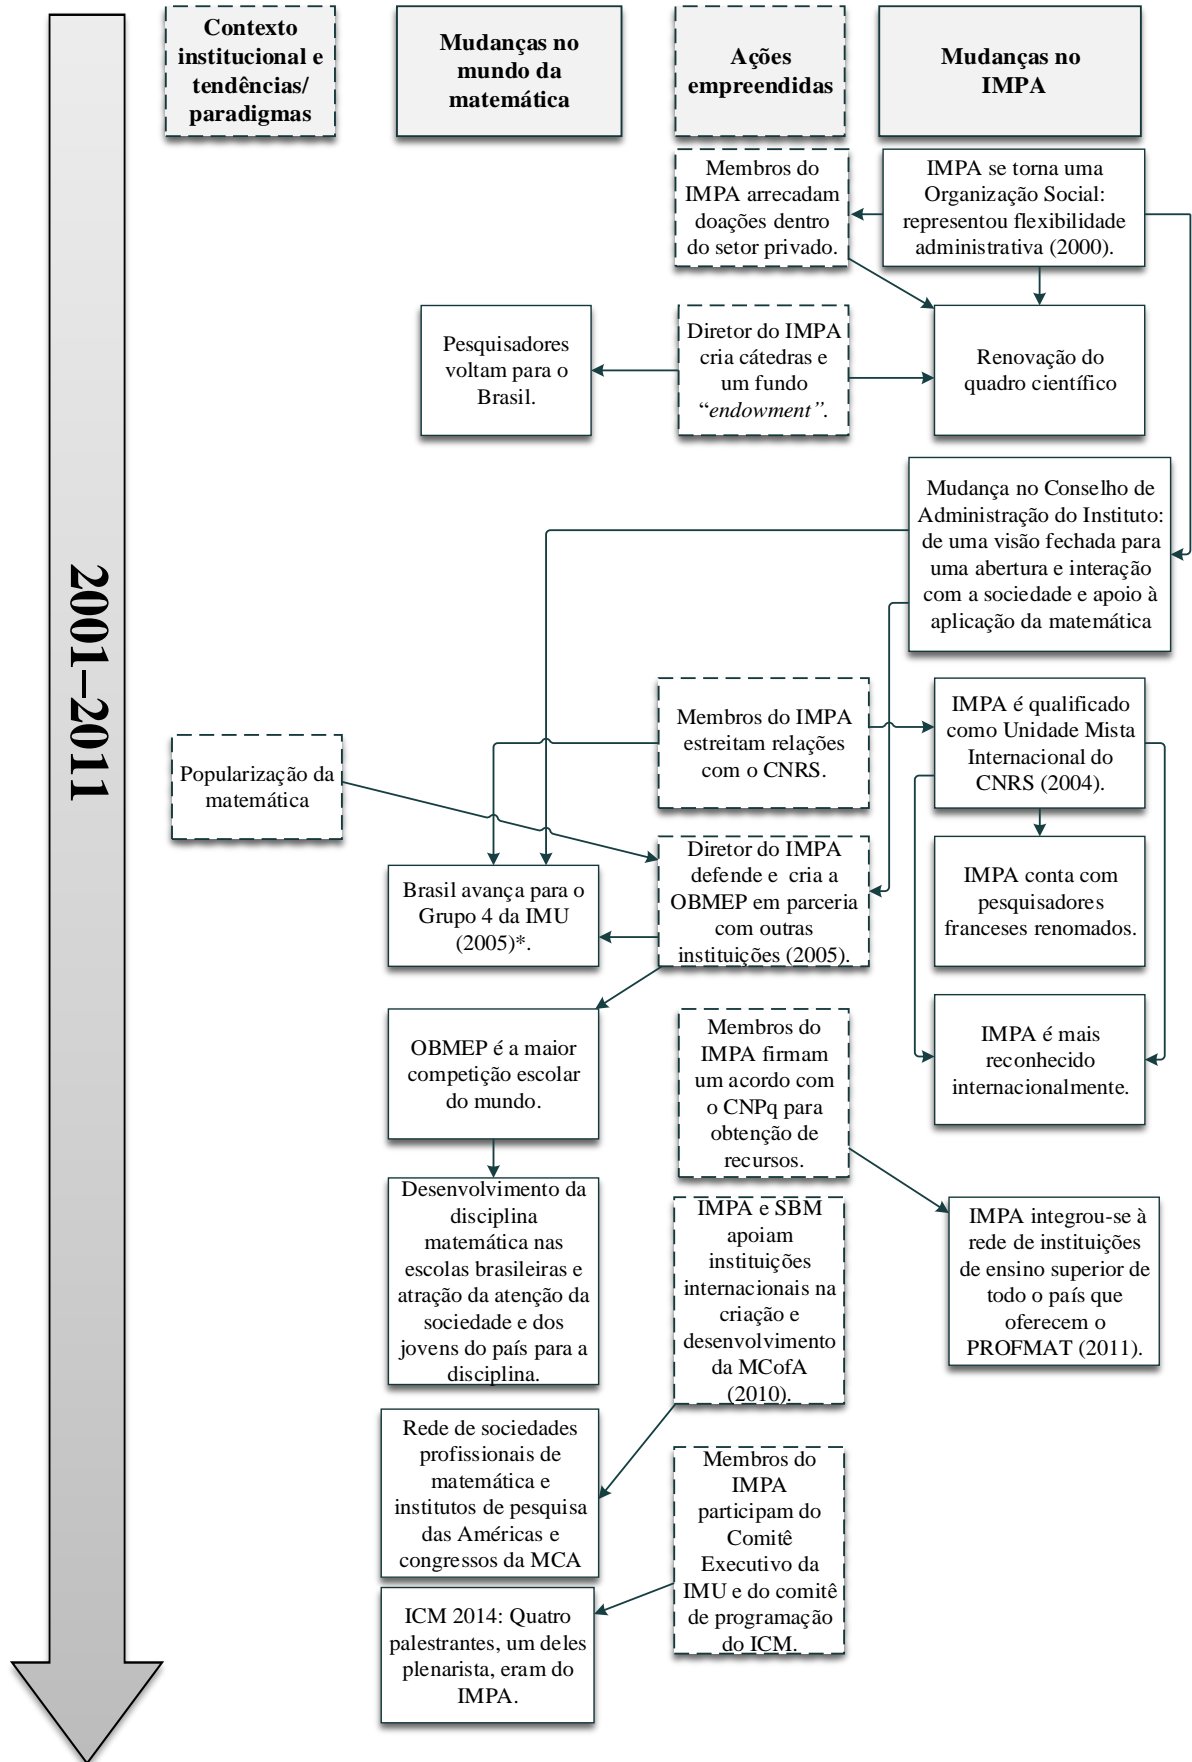 Contexto
institucional e
tendências/
paradigmas
Mudanças no
mundo da
matemática
Ações
empreendidas
Mudanças no
IMPA
Membros do
IMPA arrecadam
doações dentro
do setor privado.
IMPA se torna uma
Organização Social:
representou flexibilidade
administrativa (2000).
Pesquisadores
voltam para o
Brasil.
Diretor do IMPA
cria cátedras e
um fundo
“endowment”.
Renovação do
quadro científico
Mudança no Conselho de
Administração do Instituto:
de uma visão fechada para
uma abertura e interação
com a sociedade e apoio à
aplicação da matemática
2001–2011
Membros do IMPA
estreitam relações
com o CNRS.
IMPA é qualificado
como Unidade Mista
Internacional do
CNRS (2004).
Popularização da
matemática
Brasil avança para o
Grupo 4 da IMU
(2005)*.
Diretor do IMPA
defende e cria a
OBMEP em parceria
com outras
instituições (2005).
IMPA conta com
pesquisadores
franceses renomados.
OBMEP é a maior
competição escolar
do mundo.
Membros do
IMPA firmam
um acordo com
o CNPq para
obtenção de
recursos.
IMPA é mais
reconhecido
internacionalmente.
Desenvolvimento da
disciplina
matemática nas
escolas brasileiras e
atração da atenção da
sociedade e dos
jovens do país para a
disciplina.
IMPA e SBM
apoiam
instituições
internacionais na
criação e
desenvolvimento
da MCofA
(2010).
IMPA integrou-se à
rede de instituições
de ensino superior de
todo o país que
oferecem o
PROFMAT (2011).
Rede de sociedades
profissionais de
matemática e
institutos de pesquisa
das Américas e
congressos da MCA
Membros do
IMPA
participam do
Comitê
Executivo da
IMU e do comitê
de programação
do ICM.
ICM 2014: Quatro
palestrantes, um deles
plenarista, eram do
IMPA.